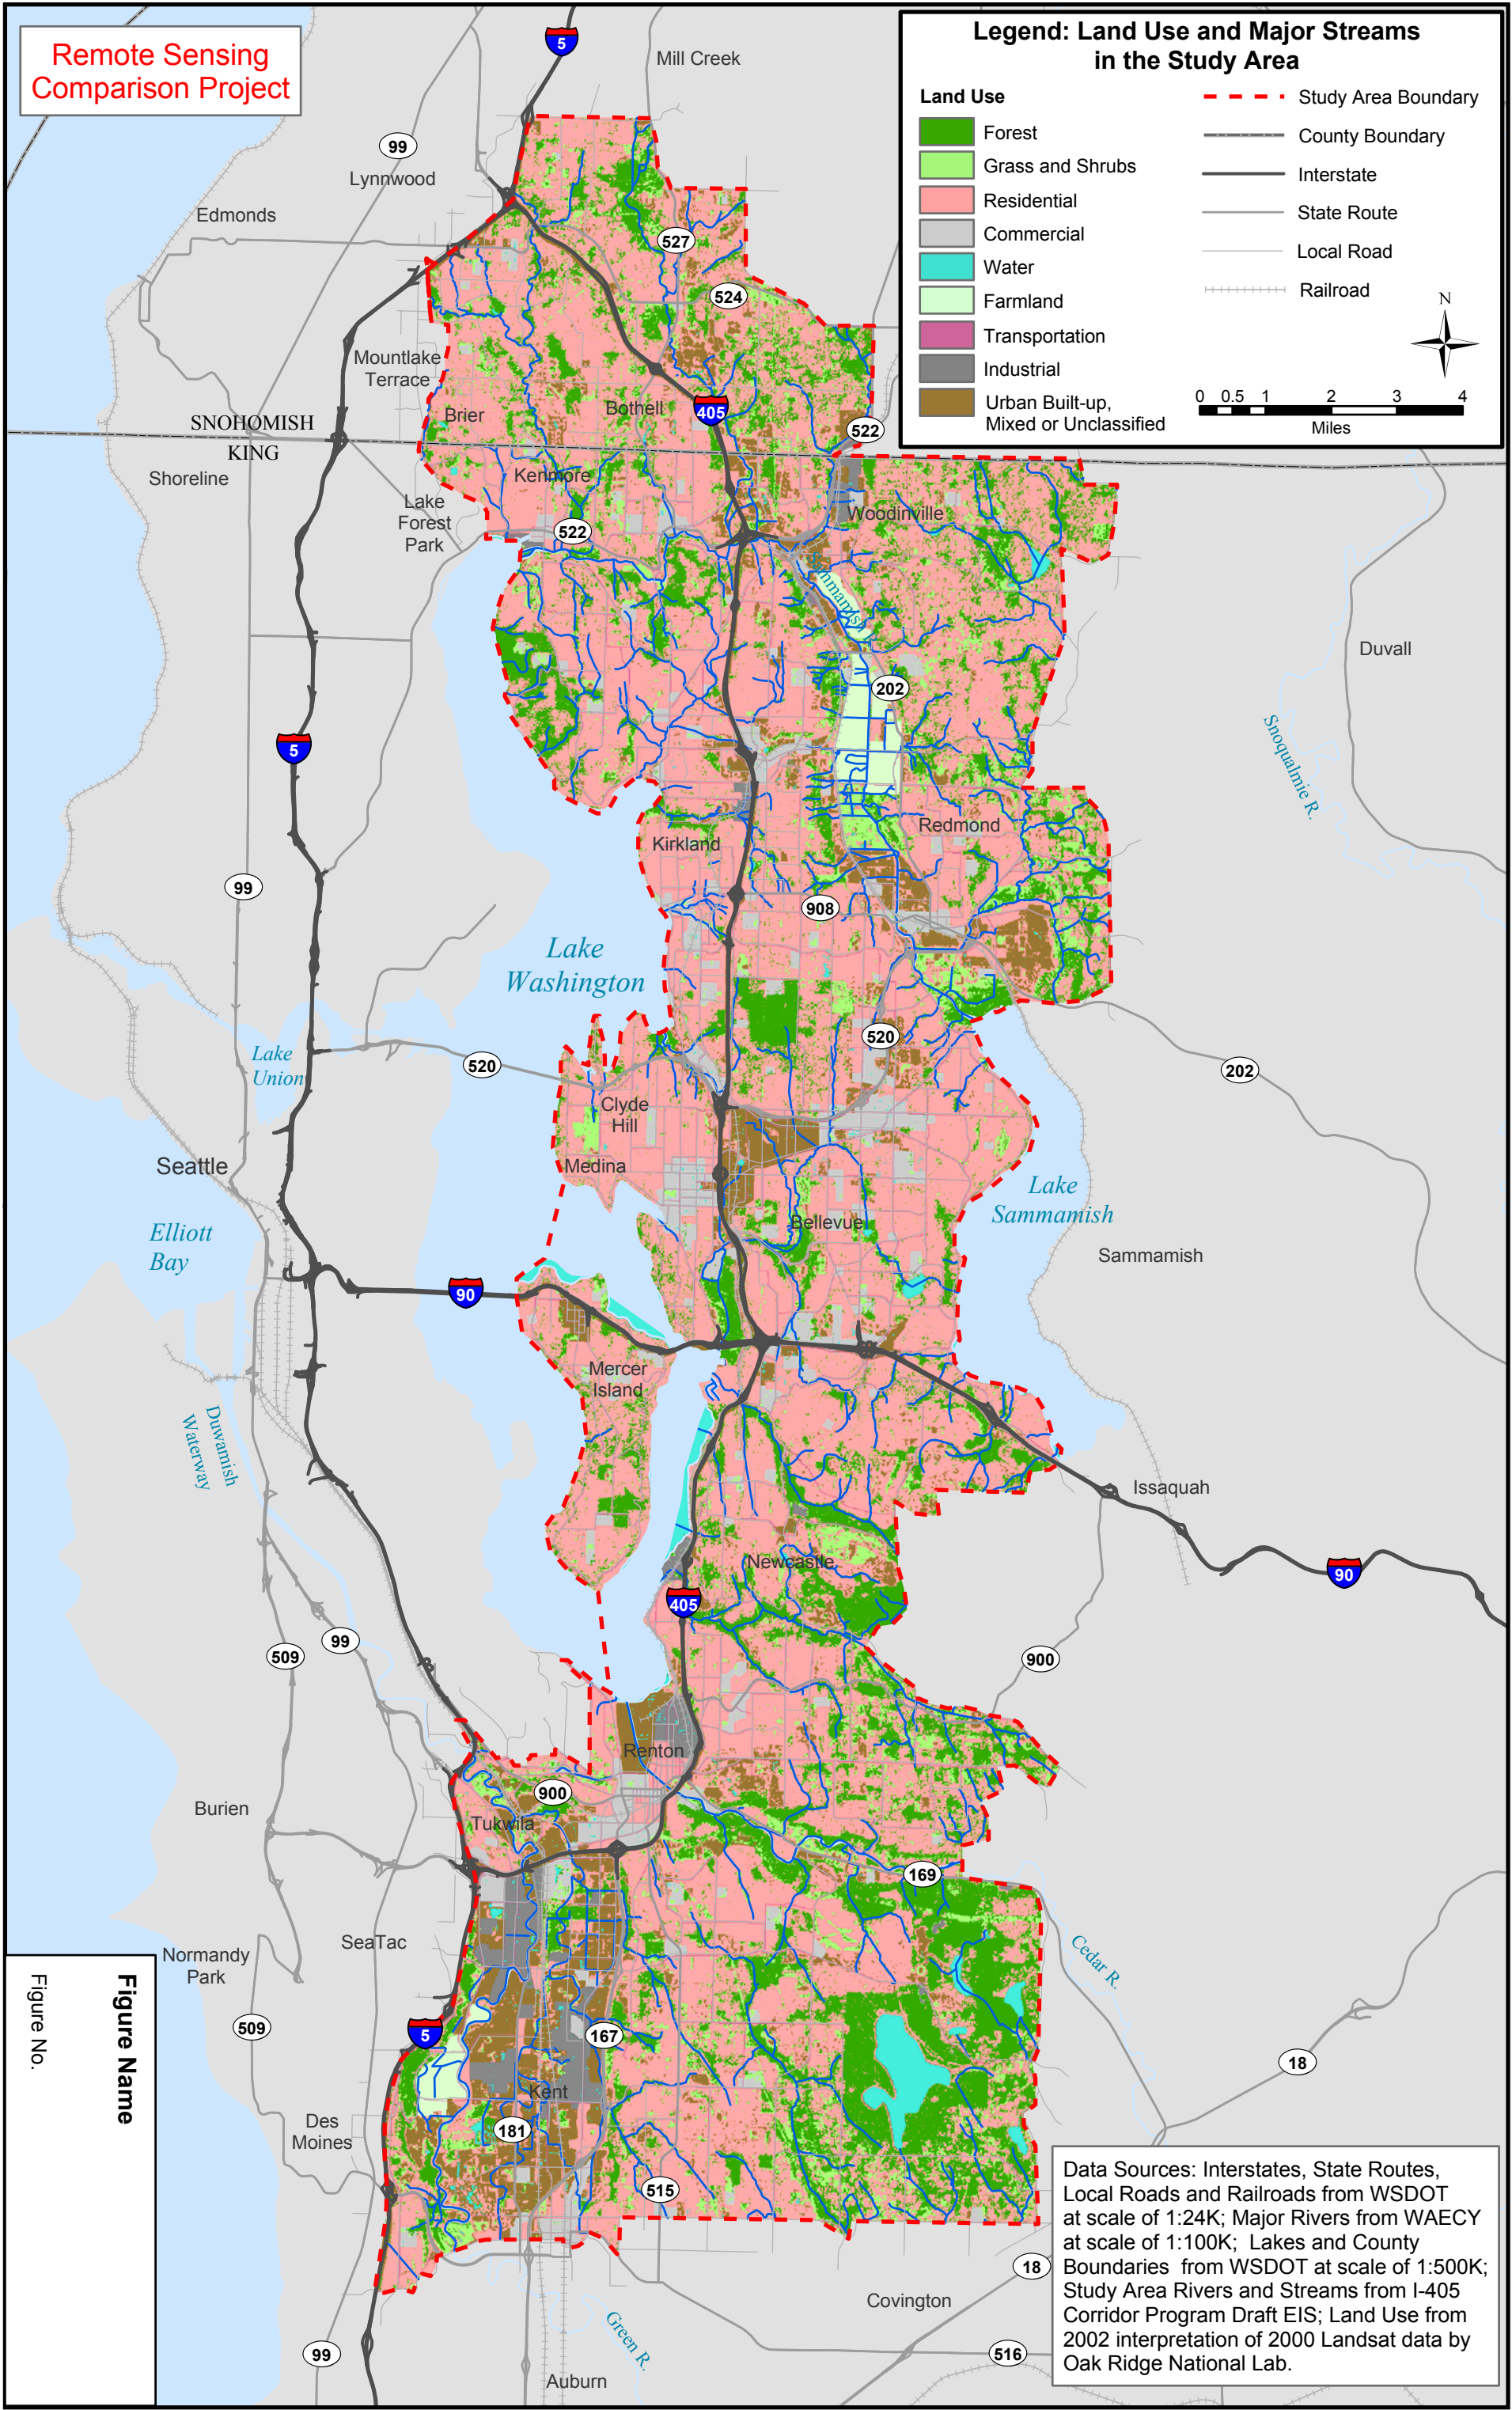 Remote Sensing
Comparison Project
Legend: Land Use and Major Streams
in the Study Area
Land Use
Forest
Grass and Shrubs
Residential
Commercial
Water
Farmland
Transportation
Industrial
Urban Built-up,
Mixed or Unclassified
Study Area Boundary
County Boundary
Interstate
State Route
Local Road
Railroad
N
0 0.5 1 2 3 4
Miles
5
Mill Creek
99
Lynnwood
Edmonds
527
524
Mountlake
Terrace
Brier
Bothell
405
522
SNOHOMISH
KING
Shoreline
Kenmore
Lake
Forest
Park
522
Woodinville
Duvall
202
Snoqualmie R.
5
Redmond
Kirkland
99
908
Lake
Washington
520
Lake
Union
520
202
Clyde
Hill
Medina
Seattle
Lake
Sammamish
Elliott
Bay
Bellevue
Sammamish
90
Mercer
Island
Duwamish
Waterway
Issaquah
Newcastle
90
405
99
509
900
Renton
900
Burien
Tukwila
169
SeaTac
Normandy
Park
Cedar R.
509
5
167
18
Kent
181
Des
Moines
515
18
Covington
Green R.
99
516
Auburn
Figure Name
Figure No.
Data Sources: Interstates, State Routes,
Local Roads and Railroads from WSDOT
at scale of 1:24K; Major Rivers from WAECY
at scale of 1:100K; Lakes and County
Boundaries from WSDOT at scale of 1:500K;
Study Area Rivers and Streams from I-405
Corridor Program Draft EIS; Land Use from
2002 interpretation of 2000 Landsat data by
Oak Ridge National Lab.